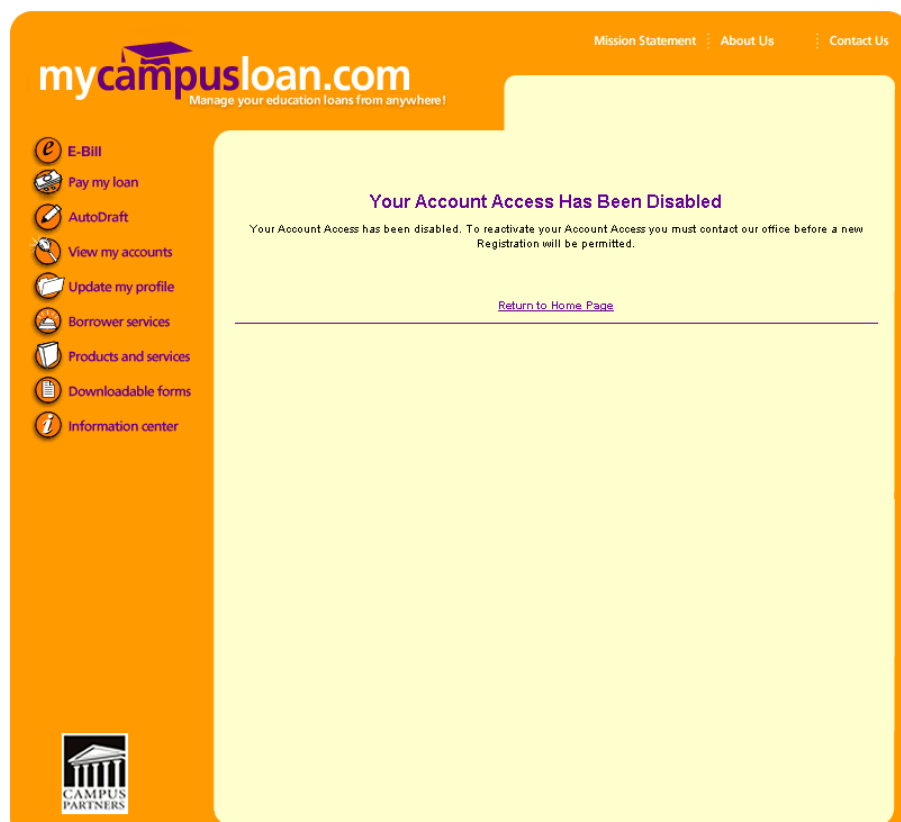 Mission Statement
About Us
Contact Us
mycampusloan.com
Manage your education loans from anywhere!
E-Bill
Pay my loan
AutoDraft
View my accounts
Update my profile
Borrower services
Products and services
Downloadable forms
Information center
Your Account Access Has Been Disabled
Your Account Access has been disabled. To reactivate your Account Access you must contact our office before a new
Registration will be permitted.
Return to Home Page
CAMPUS
PARTNERS